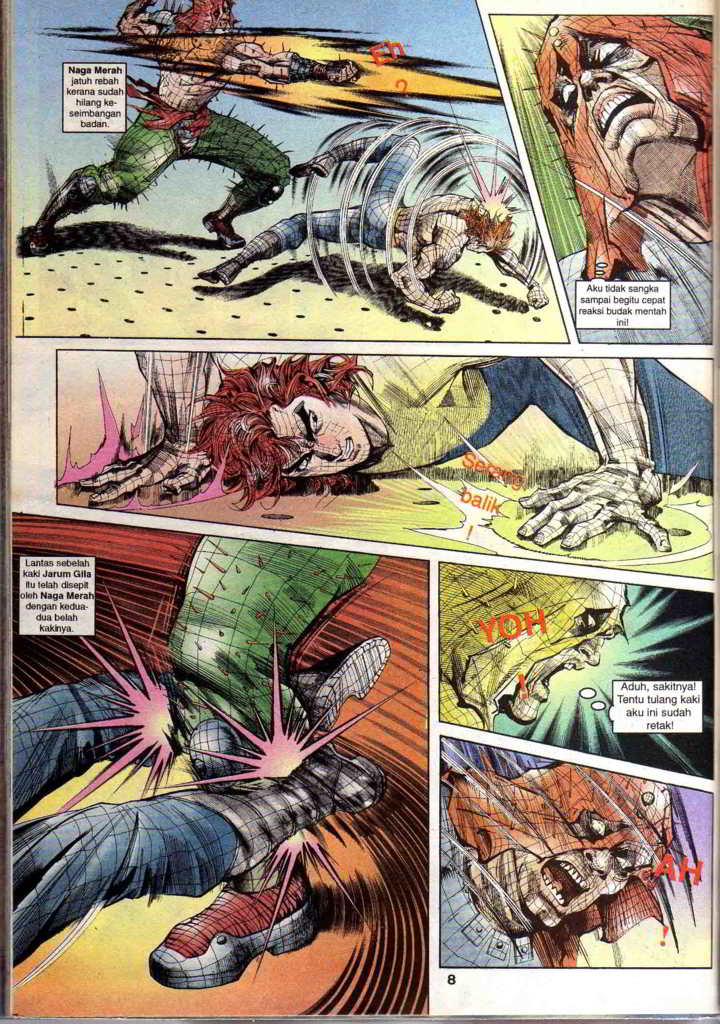 Naga Merah
jatuh rebah
kerana sudah
hilang ke-
seimbangan
badan.
Eh
?
Aku tidak sangka
sampai begitu cepat
reaksi budak mentah
ini!
Serang
balik
!
Lantas sebelah
kaki Jarum Gila
itu telah disepit
oleh Naga Merah
dengan kedua-
dua belah
kakinya.
YOH
!
Aduh, sakitnya!
Tentu tulang kaki
aku ini sudah
retak!
AH
!
8